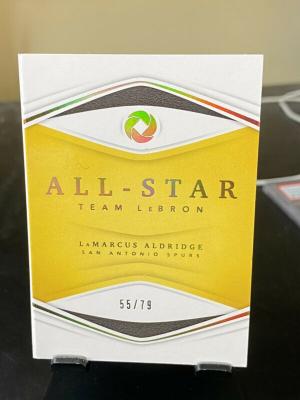 ALL-STAR
TEAM LEBRON
LAMARCUS ALDRIDGE
SAN ANTONIO SPURS
55/79